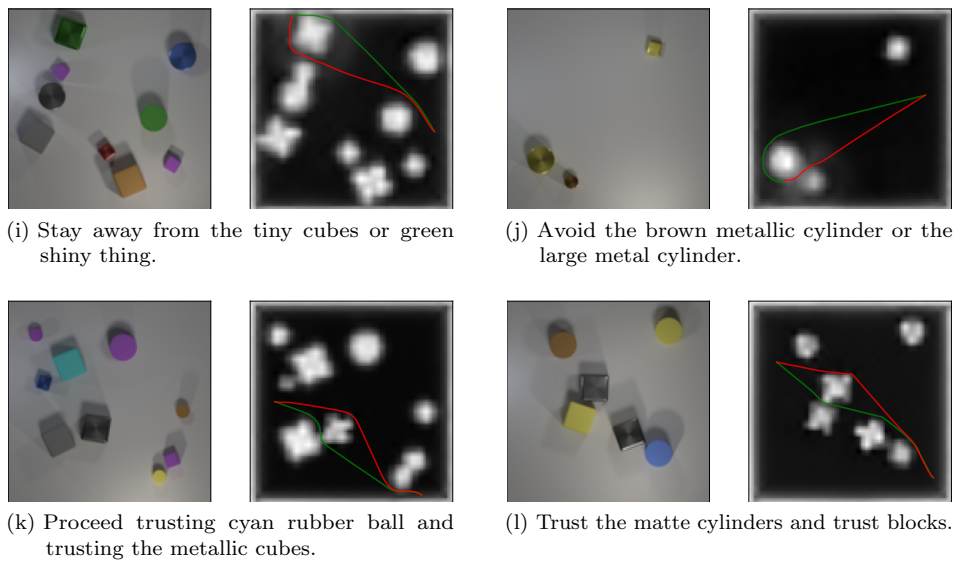 (i) Stay away from the tiny cubes or green
shiny thing.
(j) Avoid the brown metallic cylinder or the
large metal cylinder.
(k) Proceed trusting cyan rubber ball and
trusting the metallic cubes.
(l) Trust the matte cylinders and trust blocks.